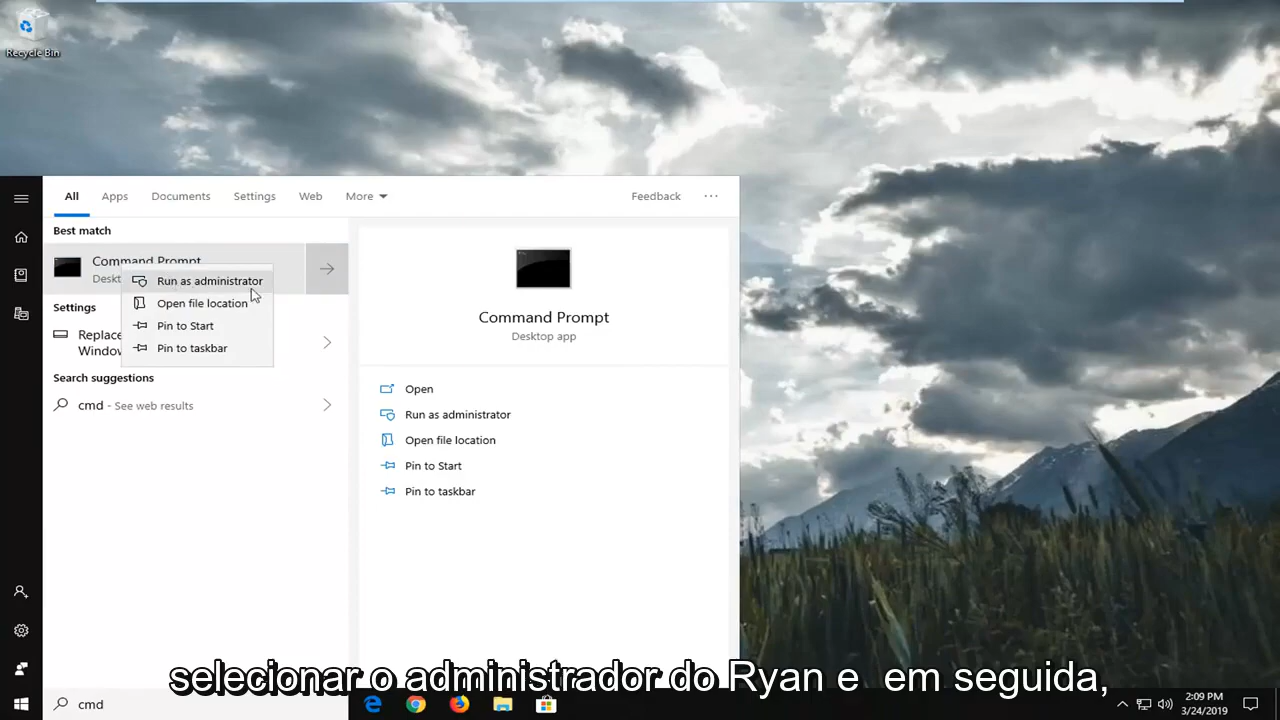 Recycle Bin
All Apps Documents Settings Web More Feedback ...
Best match
Command Prompt
Run as administrator
Open file location
Pin to Start
Pin to taskbar
Settings
Search suggestions
cmd - See web results
Command Prompt
Desktop app
Open
Run as administrator
Open file location
Pin to Start
Pin to taskbar
selecionar o administrador do Ryan e em seguida,
cmd
2:09 PM
3/24/2019